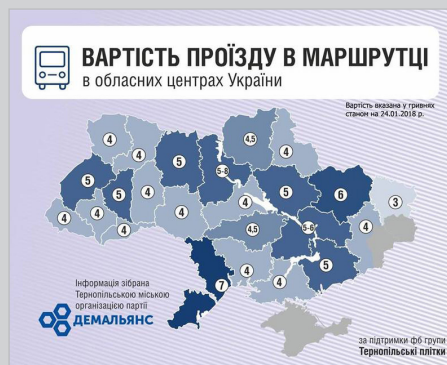 ВАРТІСТЬ ПРОЇЗДУ В МАРШРУТЦІ
в обласних центрах України
Вартість вказана у гривнях
станом на 24.01.2018 р.
4
4
5
4,5
4
5
5
4
5-8
5
6
3
4
4
4
4
4
4,5
5-6
4
7
4
4
5
Інформація зібрана
Тернопільською міською
організацією партії
ДЕМАЛЬЯНС
за підтримки фб групи
Тернопільські плітки